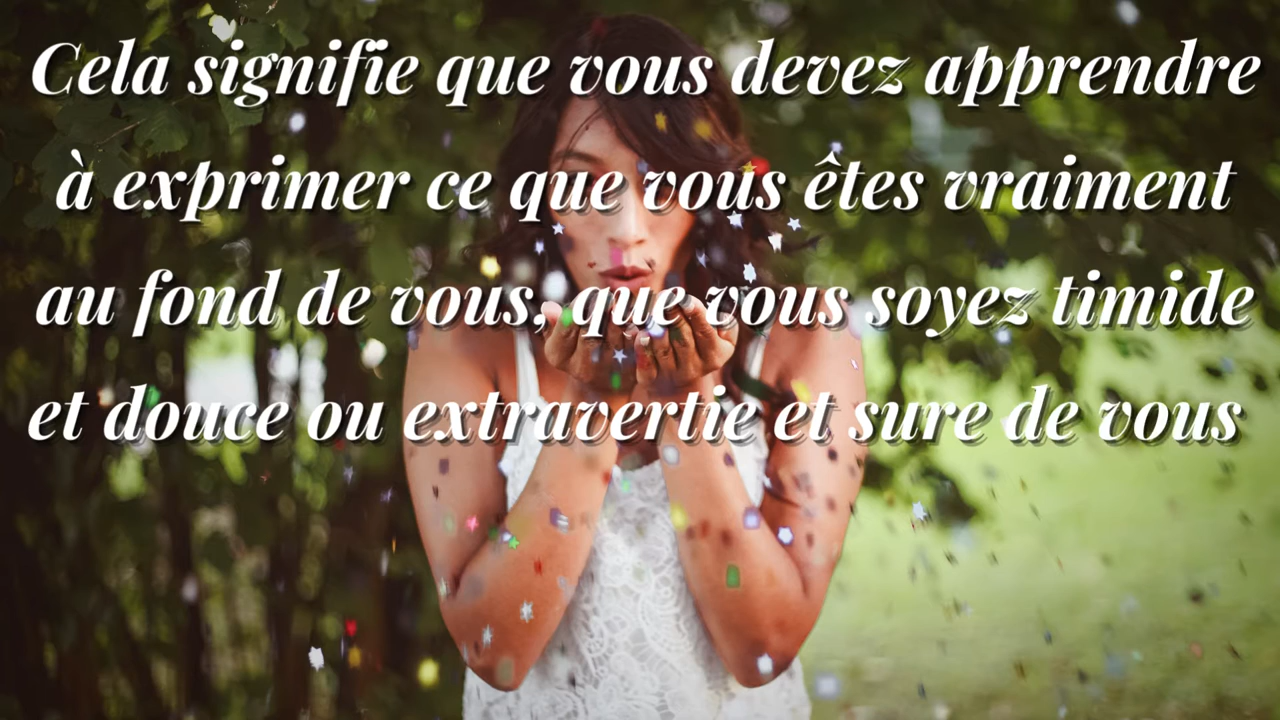 Cela signifie que vous devez apprendre
à exprimer ce que vous êtes vraiment
au fond de vous, que vous soyez timide
et douce ou extravertie et sure de vous